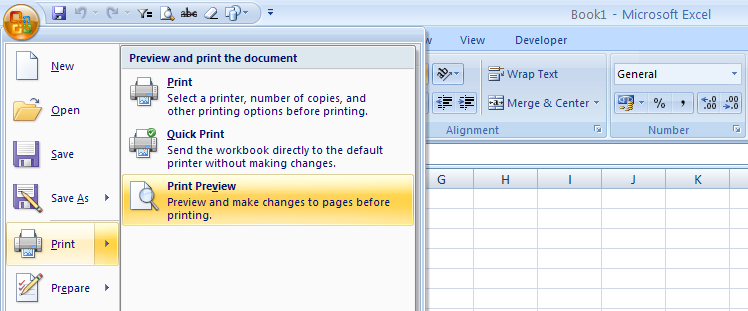 Book1 - Microsoft Excel
View Developer
New
Open
Save
Save As
Print
Prepare
Preview and print the document
Print
Select a printer, number of copies, and
other printing options before printing.
Quick Print
Send the workbook directly to the default
printer without making changes.
Print Preview
Preview and make changes to pages before
printing.
Wrap Text
Merge & Center
Alignment
General
% , .00 .00
Number
G H I J K